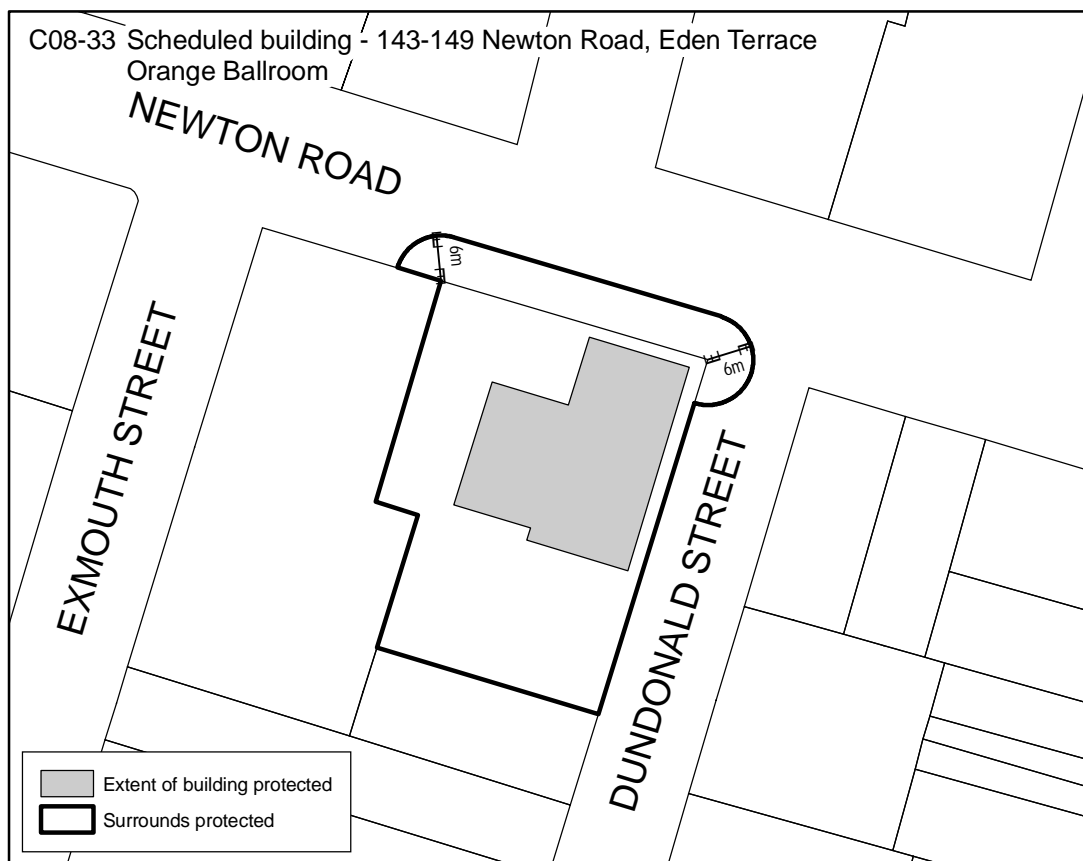 C08-33 Scheduled building - 143-149 Newton Road, Eden Terrace
Orange Ballroom
NEWTON ROAD
6m
6m
EXMOUTH STREET
DUNDONALD STREET
Extent of building protected
Surrounds protected